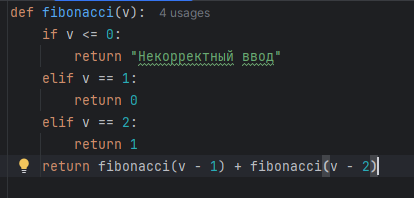 def fibonacci(v): 4 usages
    if v <= 0:
        return "Некорректный ввод"
    elif v == 1:
        return 0
    elif v == 2:
        return 1
    return fibonacci(v - 1) + fibonacci(v - 2)